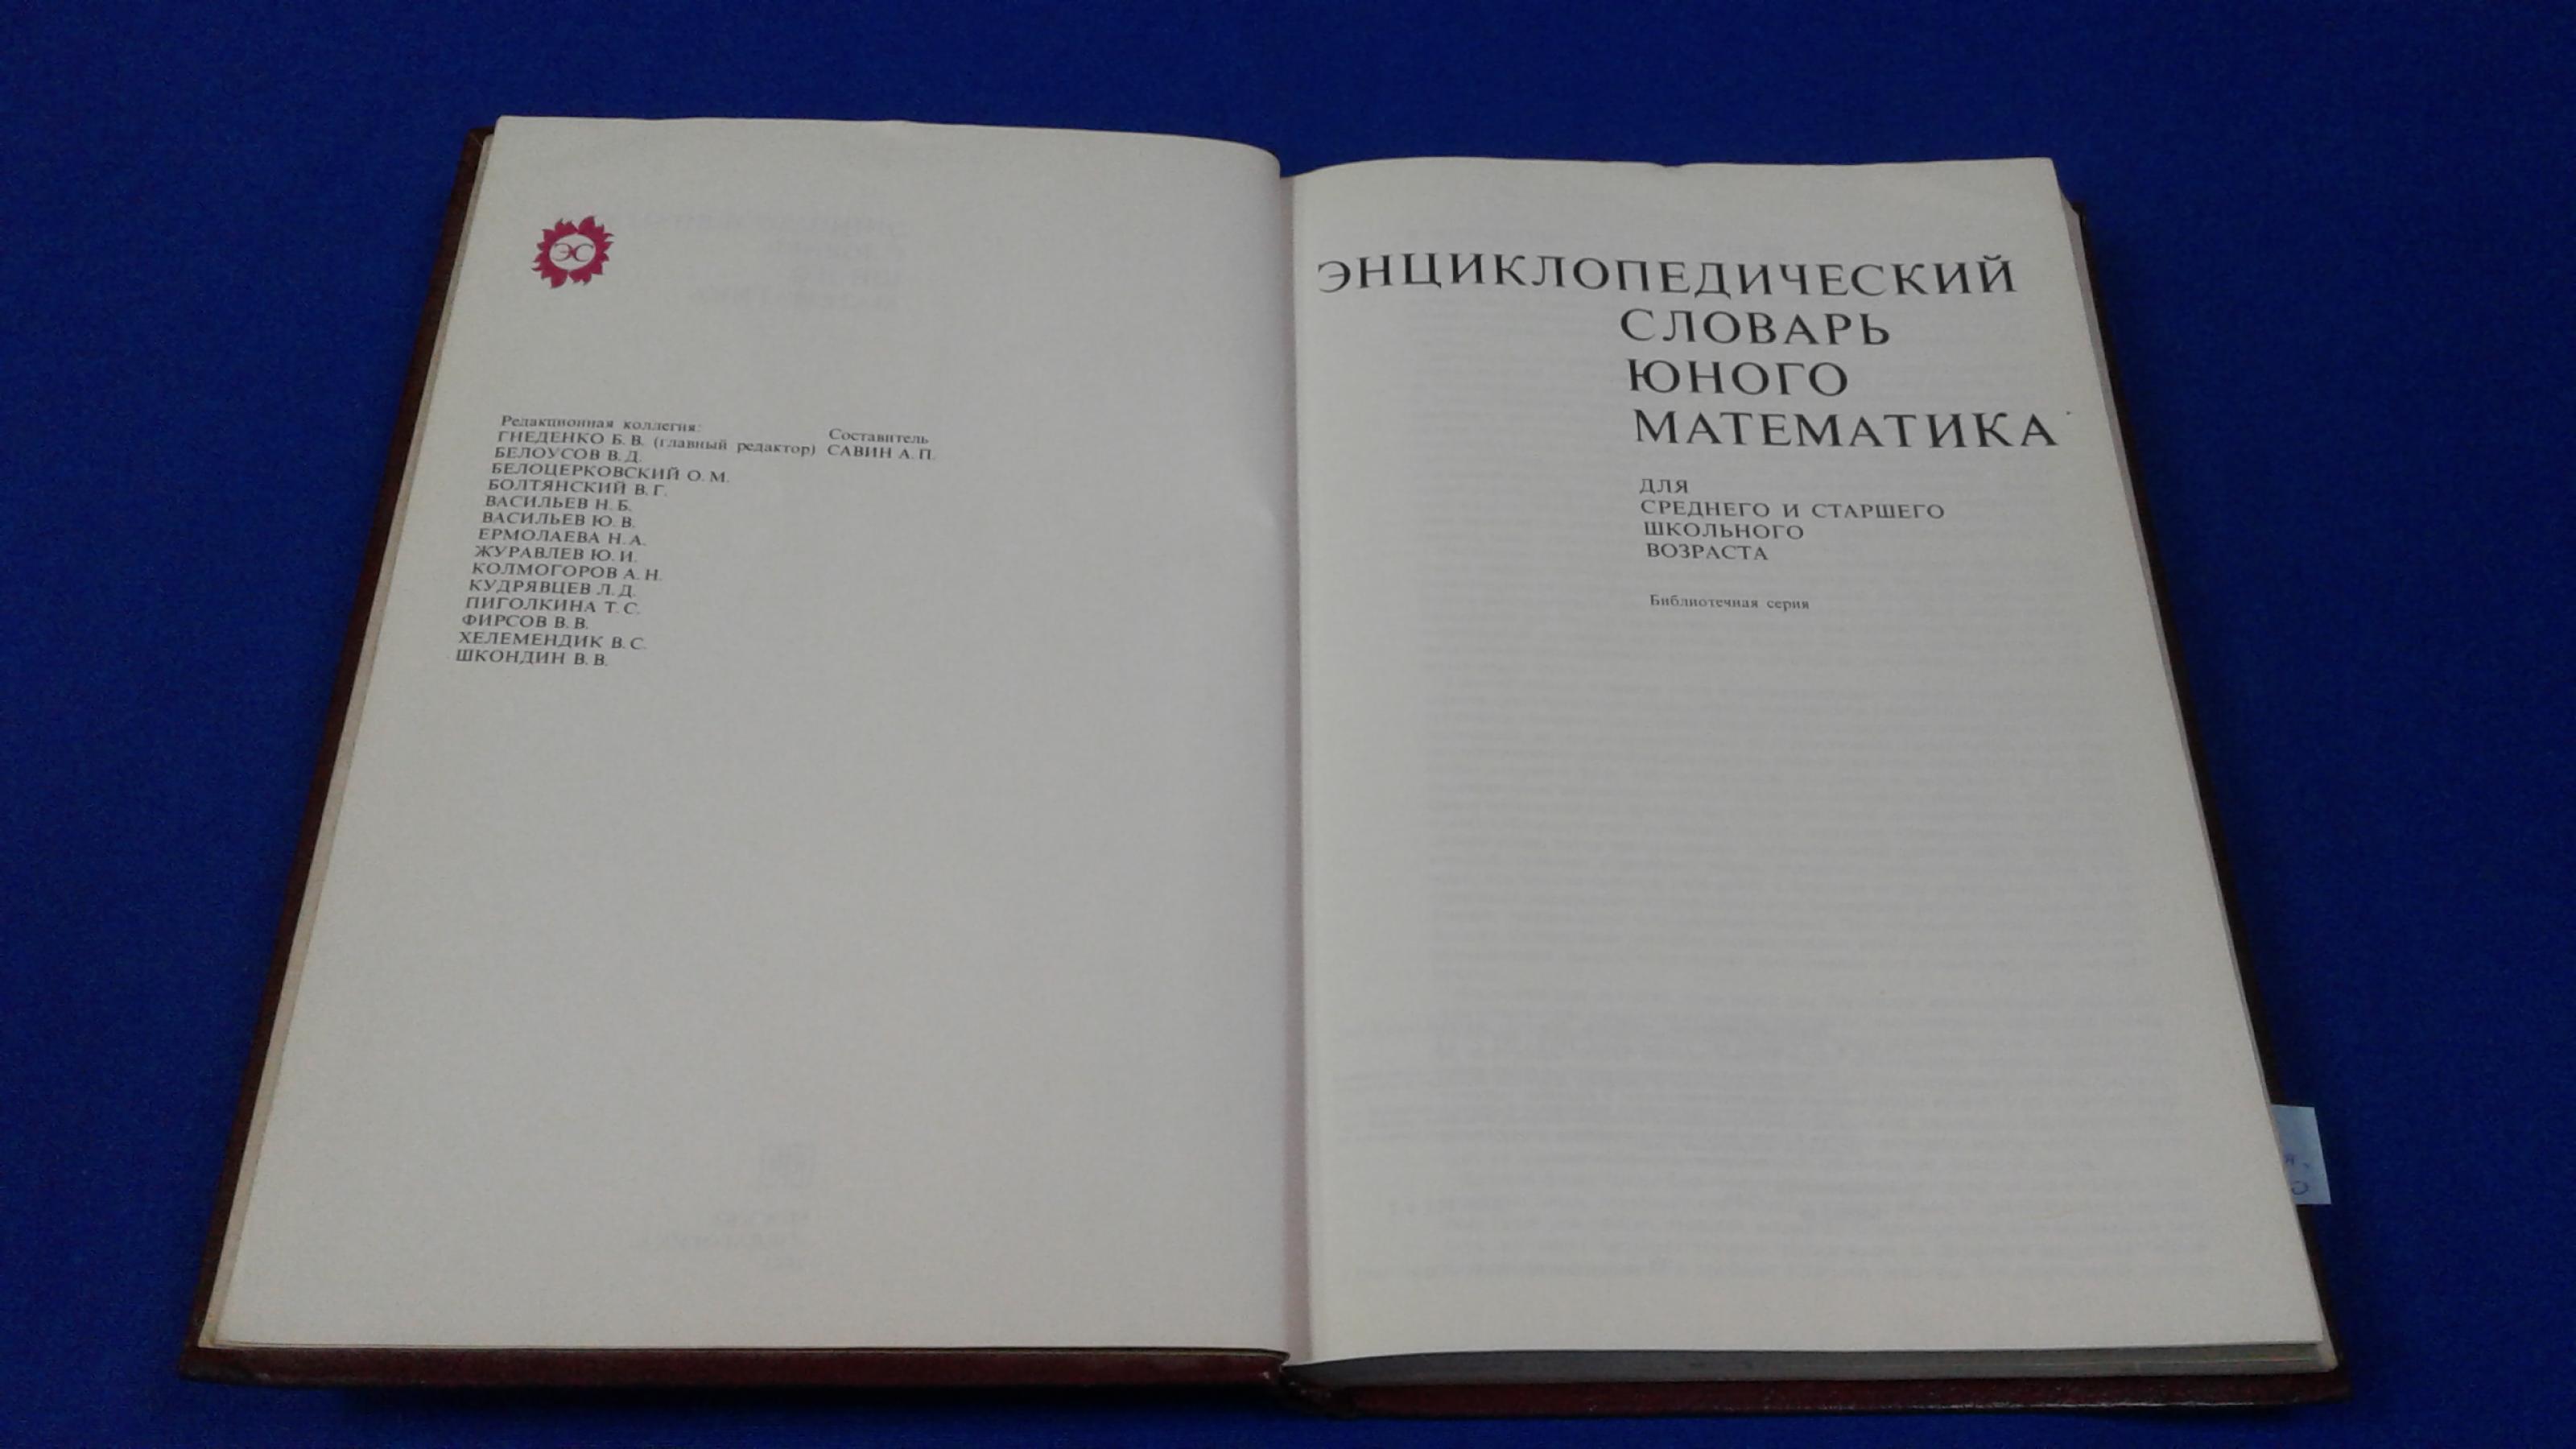 ЭС
Редакционная коллегия:
ГНЕДЕНКО Б. В. (главный редактор)
БЕЛОУСОВ В. Д.
БЕЛОЦЕРКОВСКИЙ О. М.
БОЛТЯНСКИЙ В. Г.
ВАСИЛЬЕВ Н. Б.
ВАСИЛЬЕВ Ю. В.
ЕРМОЛАЕВА Н. А.
ЖУРАВЛЕВ Ю. И.
КОЛМОГОРОВ А. Н.
КУДРЯВЦЕВ Л. Д.
ПИГОЛКИНА Т. С.
ФИРСОВ В. В.
ХЕЛЕМЕНДИК В. С.
ШКОНДИН В. В.
Составитель
САВИН А. П.
ЭНЦИКЛОПЕДИЧЕСКИЙ
СЛОВАРЬ
ЮНОГО
МАТЕМАТИКА
ДЛЯ
СРЕДНЕГО И СТАРШЕГО
ШКОЛЬНОГО
ВОЗРАСТА
Библиотечная серия